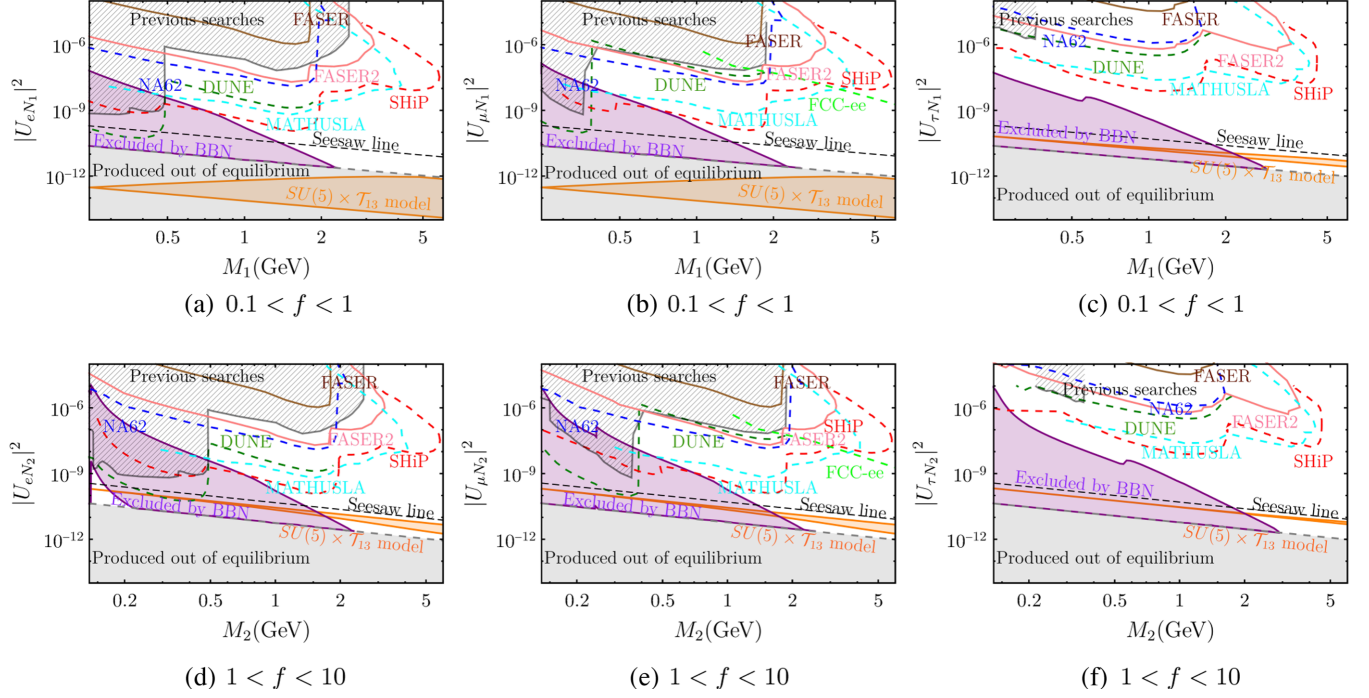 Previous searches
FASER
10⁻⁶
NA62
DUNE
FASER2
SHiP
10⁻⁹
MATHUSLA
Excluded by BBN
Seesaw line
10⁻¹²
Produced out of equilibrium
SU(5) × 𝒯₁₃ model
|U_{eN₁}|²
0.5 1 2 5
M₁(GeV)
(a) 0.1 < f < 1
Previous searches
10⁻⁶
FASER
NA62
DUNE
FASER2
SHiP
FCC-ee
10⁻⁹
MATHUSLA
Excluded by BBN
Seesaw line
10⁻¹²
Produced out of equilibrium
SU(5) × 𝒯₁₃ model
|U_{μN₁}|²
0.5 1 2 5
M₁(GeV)
(b) 0.1 < f < 1
Previous searches
FASER
10⁻⁶
NA62
DUNE
FASER2
MATHUSLA
SHiP
10⁻⁹
Excluded by BBN
Seesaw line
10⁻¹²
SU(5) × 𝒯₁₃ model
Produced out of equilibrium
|U_{τN₁}|²
0.5 1 2 5
M₁(GeV)
(c) 0.1 < f < 1
Previous searches
FASER
10⁻⁶
NA62
DUNE
FASER2
SHiP
10⁻⁹
MATHUSLA
Excluded by BBN
Seesaw line
SU(5) × 𝒯₁₃ model
10⁻¹²
Produced out of equilibrium
|U_{eN₂}|²
0.2 0.5 1 2 5
M₂(GeV)
(d) 1 < f < 10
Previous searches
FASER
10⁻⁶
NA62
DUNE
FASER2
SHiP
FCC-ee
10⁻⁹
MATHUSLA
Excluded by BBN
Seesaw line
SU(5) × 𝒯₁₃ model
10⁻¹²
Produced out of equilibrium
|U_{μN₂}|²
0.2 0.5 1 2 5
M₂(GeV)
(e) 1 < f < 10
FASER
Previous searches
10⁻⁶
NA62
DUNE
FASER2
MATHUSLA
SHiP
10⁻⁹
Excluded by BBN
Seesaw line
SU(5) × 𝒯₁₃ model
10⁻¹²
Produced out of equilibrium
|U_{τN₂}|²
0.2 0.5 1 2 5
M₂(GeV)
(f) 1 < f < 10